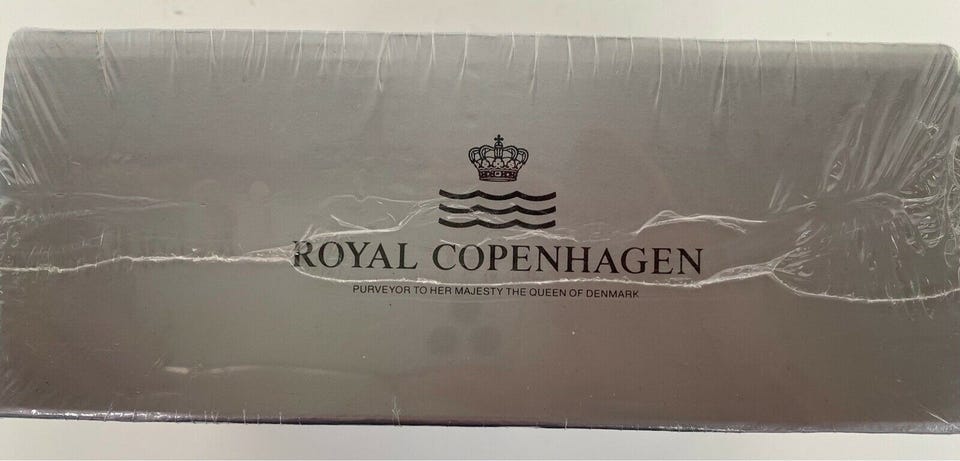 ROYAL COPENHAGEN
PURVEYOR TO HER MAJESTY THE QUEEN OF DENMARK